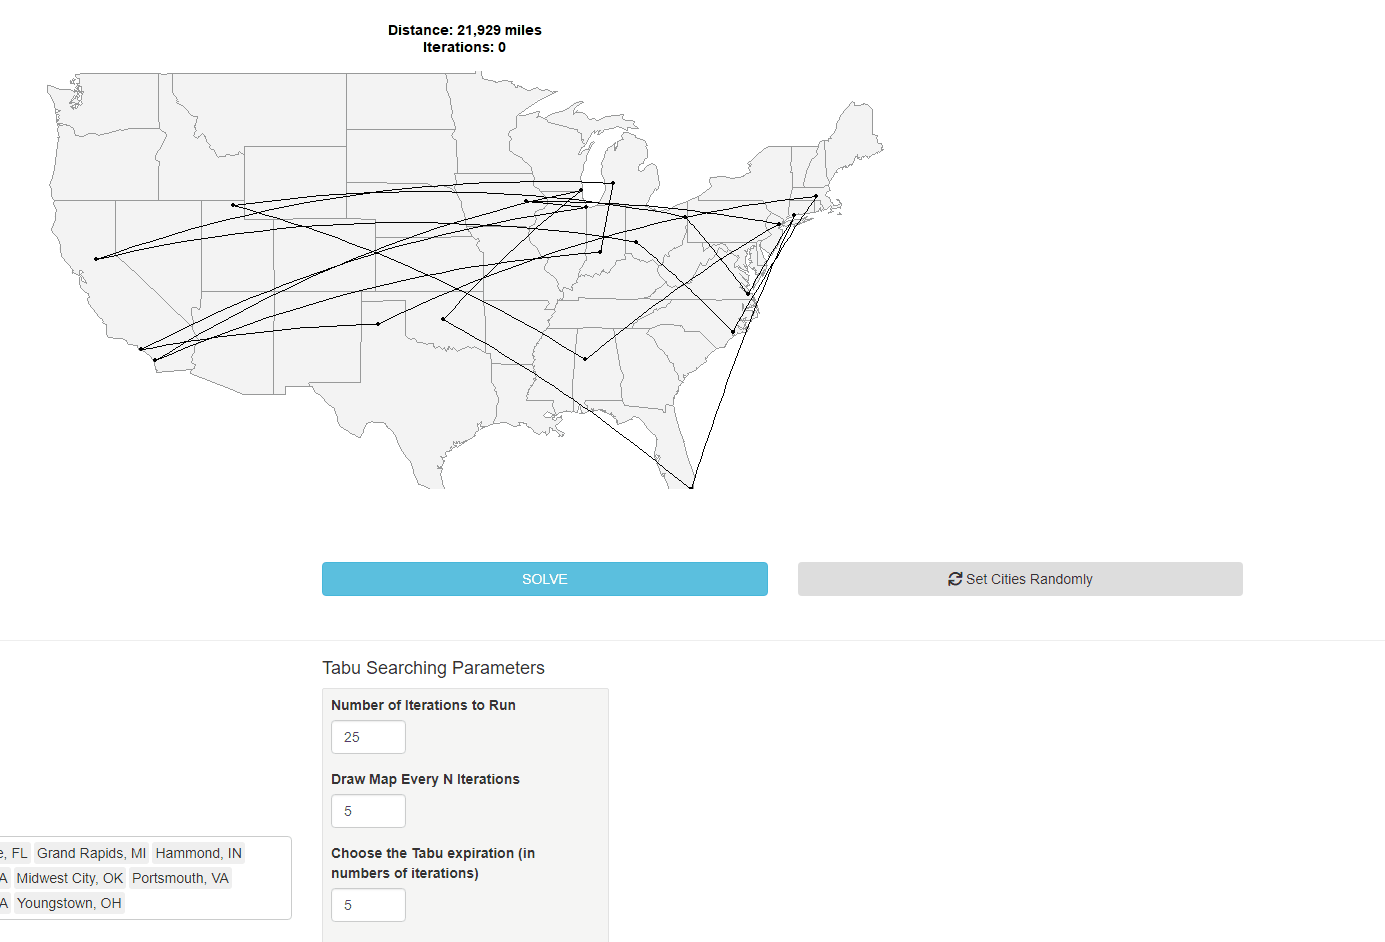 Distance: 21,929 miles
Iterations: 0
SOLVE
Set Cities Randomly
Tabu Searching Parameters
Number of Iterations to Run
25
Draw Map Every N Iterations
5
Choose the Tabu expiration (in
numbers of iterations)
5
e, FL Grand Rapids, MI Hammond, IN
A Midwest City, OK Portsmouth, VA
A Youngstown, OH